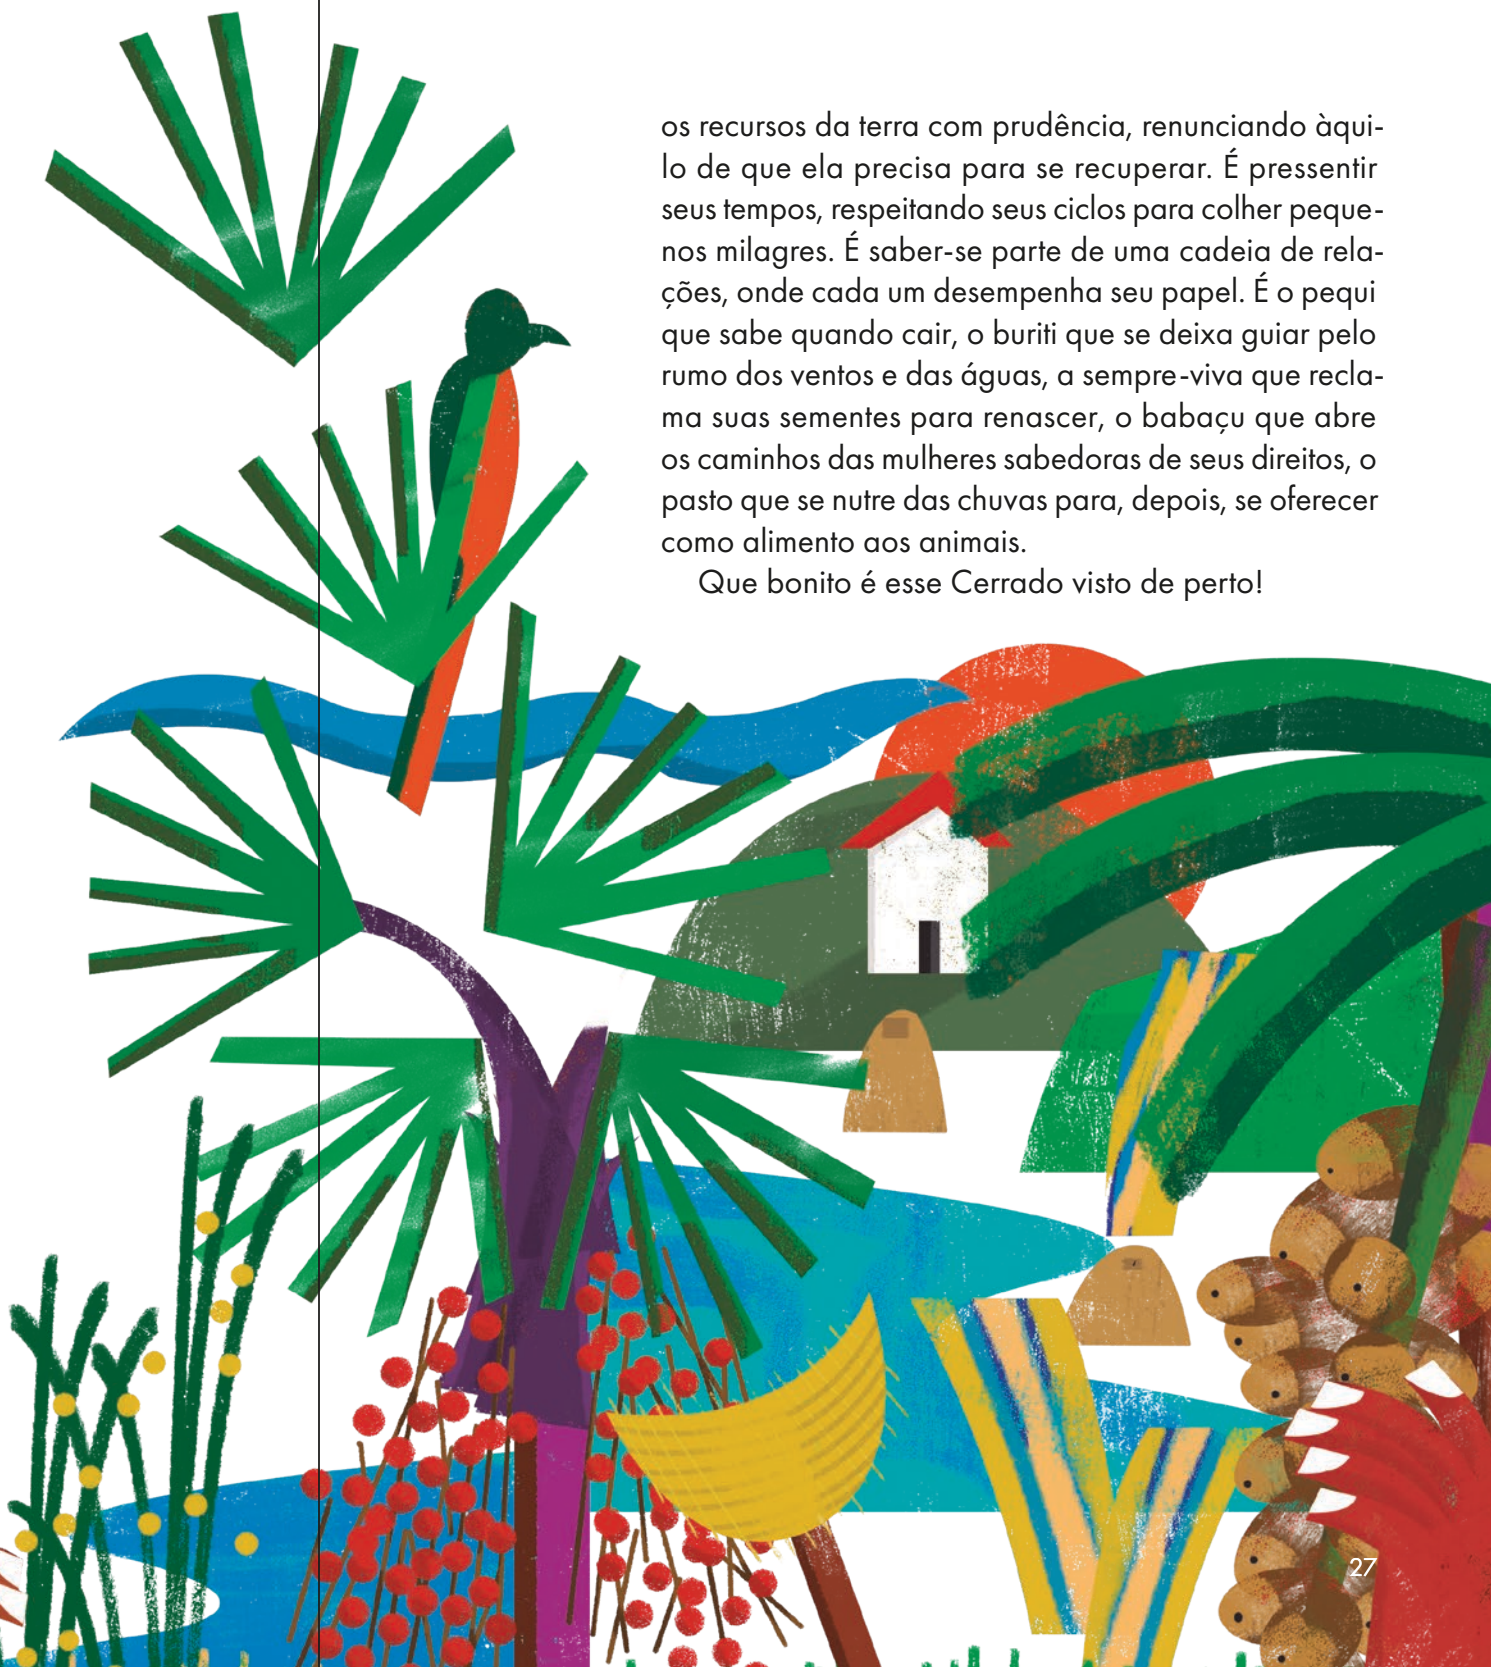 os recursos da terra com prudência, renunciando àqui-
lo de que ela precisa para se recuperar. É pressentir
seus tempos, respeitando seus ciclos para colher peque-
nos milagres. É saber-se parte de uma cadeia de rela-
ções, onde cada um desempenha seu papel. É o pequi
que sabe quando cair, o buriti que se deixa guiar pelo
rumo dos ventos e das águas, a sempre-viva que recla-
ma suas sementes para renascer, o babaçu que abre
os caminhos das mulheres sabedoras de seus direitos, o
pasto que se nutre das chuvas para, depois, se oferecer
como alimento aos animais.
Que bonito é esse Cerrado visto de perto!
27